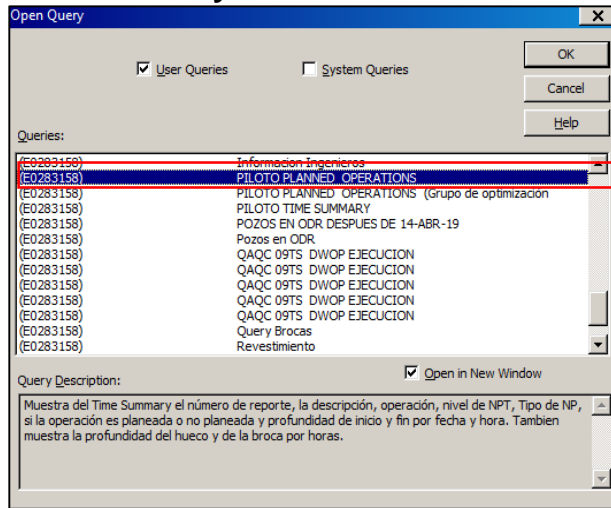 Open Query
User Queries
System Queries
OK
Cancel
Help
Queries:
(E0283158) Informacion Ingenieros
(E0283158) PILOTO PLANNED OPERATIONS
(E0283158) PILOTO PLANNED OPERATIONS (Grupo de optimización
(E0283158) PILOTO TIME SUMMARY
(E0283158) POZOS EN ODR DESPUES DE 14-ABR-19
(E0283158) Pozos en ODR
(E0283158) QAQC 09TS DWOP EJECUCION
(E0283158) QAQC 09TS DWOP EJECUCION
(E0283158) QAQC 09TS DWOP EJECUCION
(E0283158) QAQC 09TS DWOP EJECUCION
(E0283158) QAQC 09TS DWOP EJECUCION
(E0283158) Query Brocas
(E0283158) Revestimiento
Open in New Window
Query Description:
Muestra del Time Summary el número de reporte, la descripción, operación, nivel de NPT, Tipo de NP,
si la operación es planeada o no planeada y profundidad de inicio y fin por fecha y hora. Tambien
muestra la profundidad del hueco y de la broca por horas.